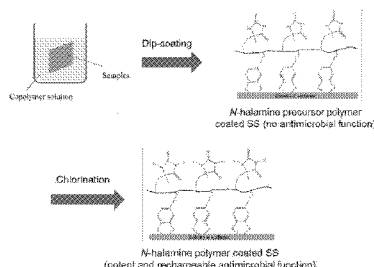 Dip-coating
Samples
Copolymer solution
N-halamine precursor polymer
coated SS (no antimicrobial function)
Chlorination
N-halamine polymer coated SS
(potent and rechargeable antimicrobial function)